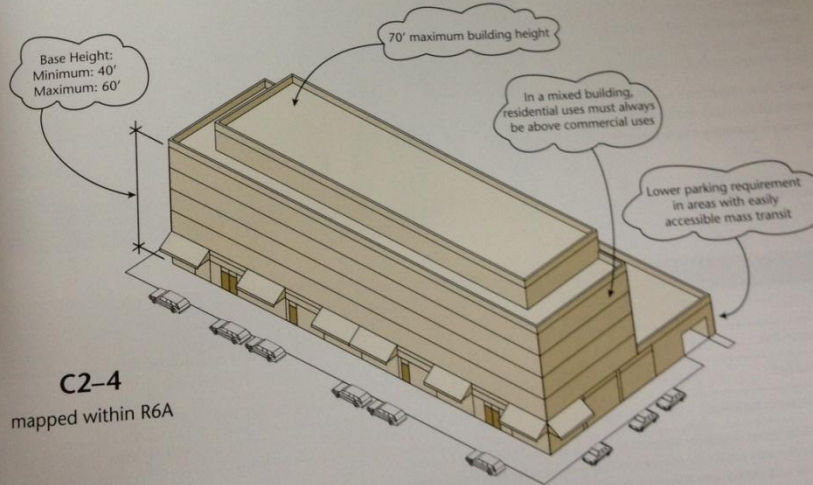 Base Height:
Minimum: 40'
Maximum: 60'
70' maximum building height
In a mixed building,
residential uses must always
be above commercial uses
Lower parking requirement
in areas with easily
accessible mass transit
C2–4
mapped within R6A